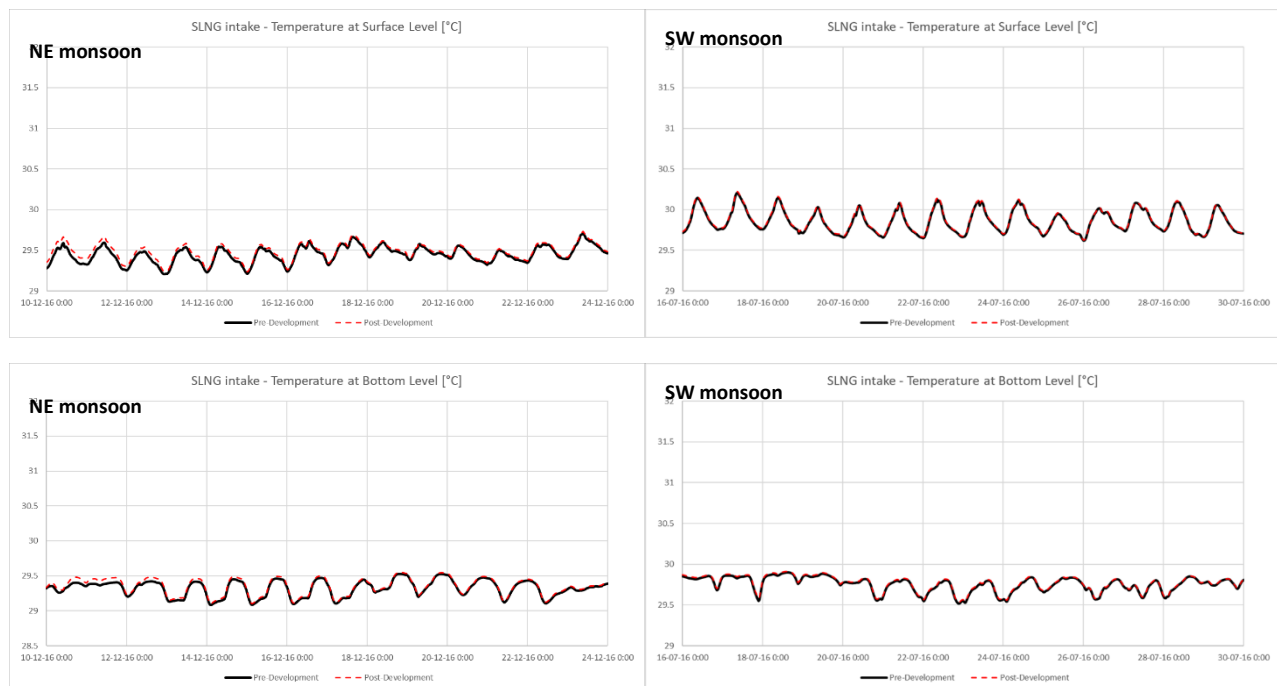 SLNG intake - Temperature at Surface Level [°C]
NE monsoon
31.5
31
30.5
30
29.5
29
10-12-16 0:00 12-12-16 0:00 14-12-16 0:00 16-12-16 0:00 18-12-16 0:00 20-12-16 0:00 22-12-16 0:00 24-12-16 0:00
Pre-Development Post-Development
SLNG intake - Temperature at Surface Level [°C]
SW monsoon
32
31.5
31
30.5
30
29.5
29
16-07-16 0:00 18-07-16 0:00 20-07-16 0:00 22-07-16 0:00 24-07-16 0:00 26-07-16 0:00 28-07-16 0:00 30-07-16 0:00
Pre-Development Post-Development
SLNG intake - Temperature at Bottom Level [°C]
NE monsoon
31.5
31
30.5
30
29.5
29
28.5
10-12-16 0:00 12-12-16 0:00 14-12-16 0:00 16-12-16 0:00 18-12-16 0:00 20-12-16 0:00 22-12-16 0:00 24-12-16 0:00
Pre-Development Post-Development
SLNG intake - Temperature at Bottom Level [°C]
SW monsoon
32
31.5
31
30.5
30
29.5
29
16-07-16 0:00 18-07-16 0:00 20-07-16 0:00 22-07-16 0:00 24-07-16 0:00 26-07-16 0:00 28-07-16 0:00 30-07-16 0:00
Pre-Development Post-Development